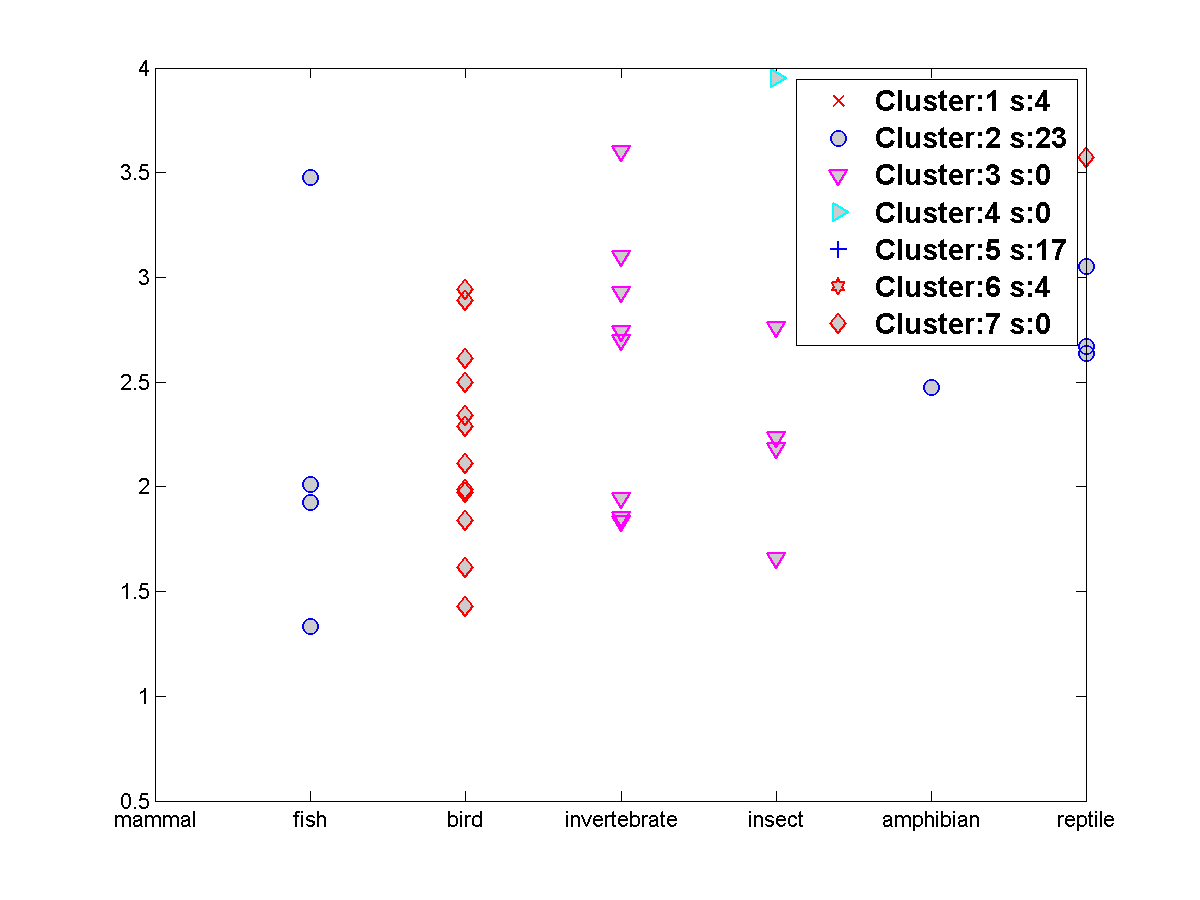 4
3.5
3
2.5
2
1.5
1
0.5
mammal fish bird invertebrate insect amphibian reptile
Cluster:1 s:4
Cluster:2 s:23
Cluster:3 s:0
Cluster:4 s:0
Cluster:5 s:17
Cluster:6 s:4
Cluster:7 s:0